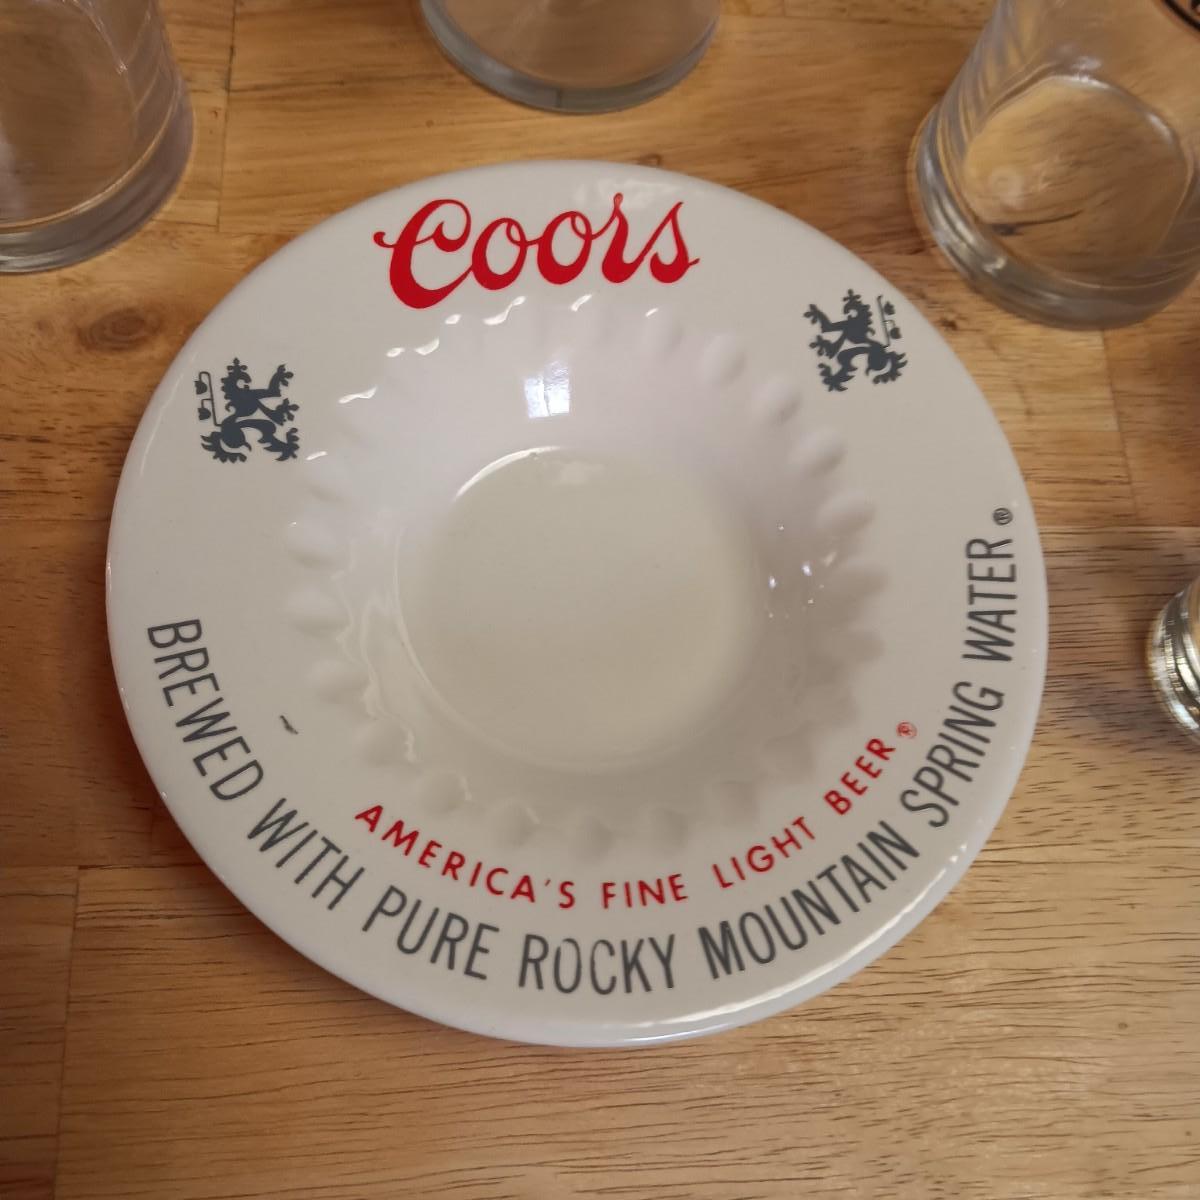 Coors
AMERICA'S FINE LIGHT BEER®
BREWED WITH PURE ROCKY MOUNTAIN SPRING WATER®